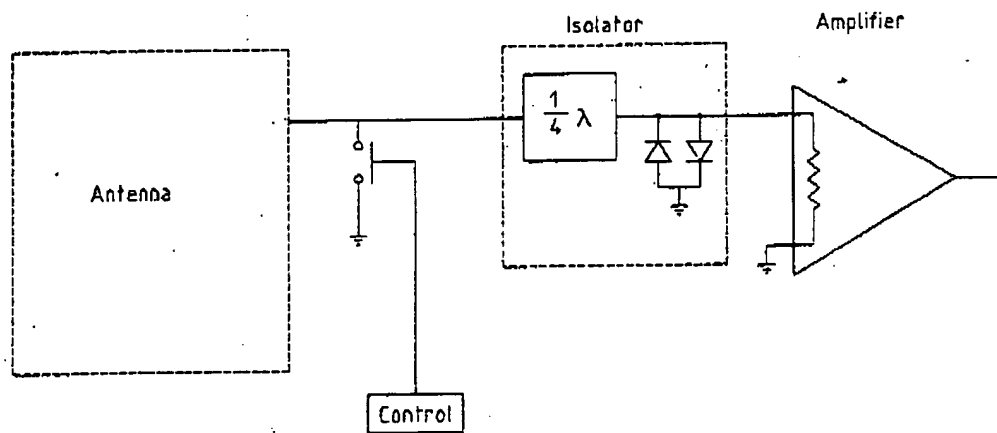 Isolator
Amplifier
1/4 λ
Antenna
Control